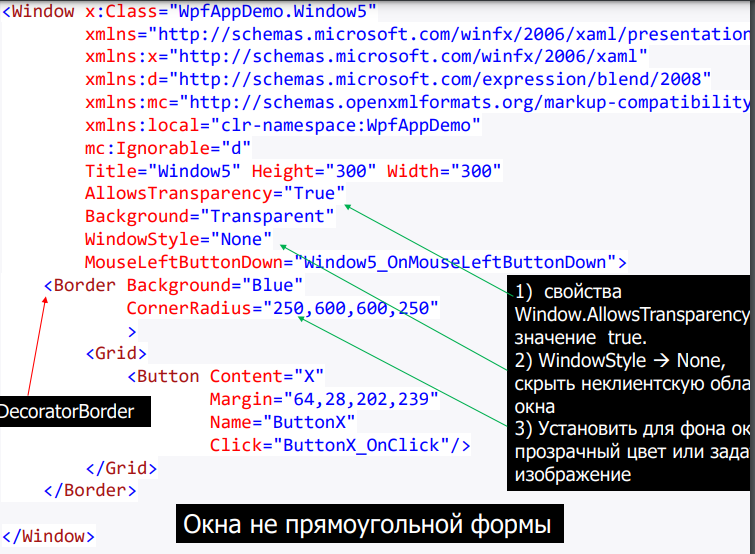 <Window x:Class="WpfAppDemo.Window5"
xmlns="http://schemas.microsoft.com/winfx/2006/xaml/presentation
xmlns:x="http://schemas.microsoft.com/winfx/2006/xaml"
xmlns:d="http://schemas.microsoft.com/expression/blend/2008"
xmlns:mc="http://schemas.openxmlformats.org/markup-compatibility
xmlns:local="clr-namespace:WpfAppDemo"
mc:Ignorable="d"
Title="Window5" Height="300" Width="300"
AllowsTransparency="True"
Background="Transparent"
WindowStyle="None"
MouseLeftButtonDown="Window5_OnMouseLeftButtonDown">
<Border Background="Blue"
CornerRadius="250,600,600,250"
>
<Grid>
<Button Content="X"
Margin="64,28,202,239"
Name="ButtonX"
Click="ButtonX_OnClick"/>
</Grid>
</Border>
</Window>
DecoratorBorder
1) свойства
Window.AllowsTransparency
значение true.
2) WindowStyle → None,
скрыть неклиентскую обла
окна
3) Установить для фона ок
прозрачный цвет или зада
изображение
Окна не прямоугольной формы